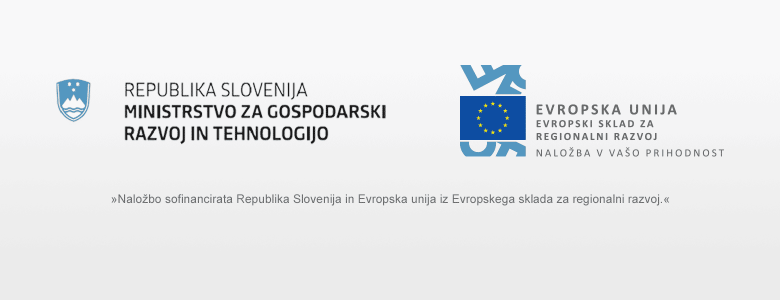 REPUBLIKA SLOVENIJA
MINISTRSTVO ZA GOSPODARSKI
RAZVOJ IN TEHNOLOGIJO
EVROPSKA UNIJA
EVROPSKI SKLAD ZA
REGIONALNI RAZVOJ
NALOŽBA V VAŠO PRIHODNOST
»Naložbo sofinancirata Republika Slovenija in Evropska unija iz Evropskega sklada za regionalni razvoj.«